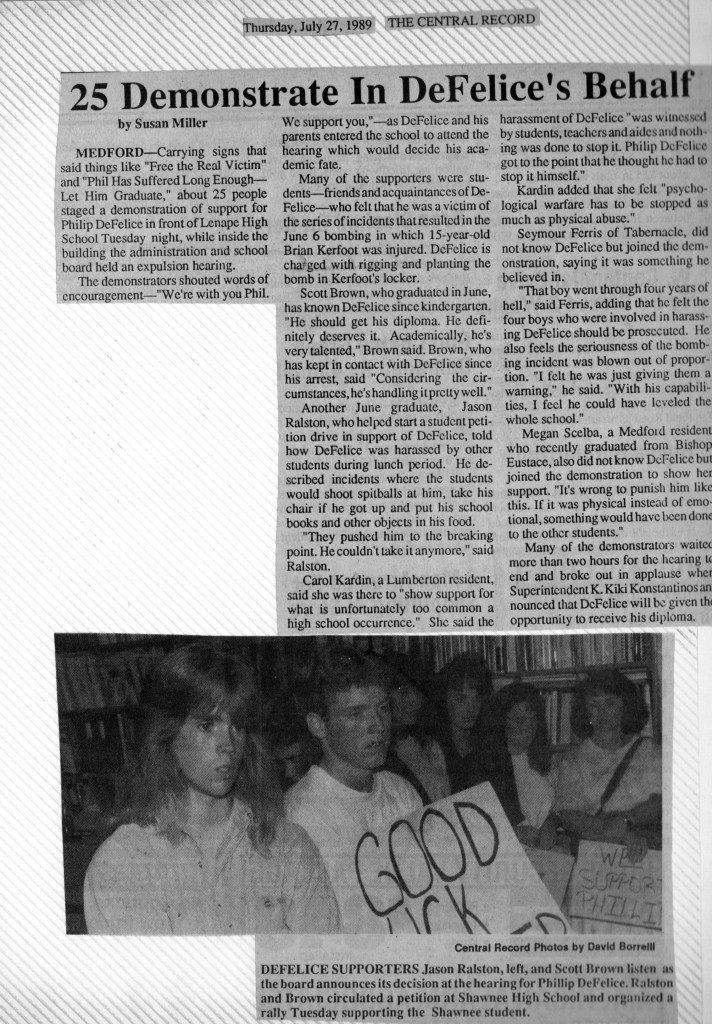 Thursday, July 27, 1989 THE CENTRAL RECORD
25 Demonstrate In DeFelice's Behalf
by Susan Miller
MEDFORD—Carrying signs that
said things like "Free the Real Victim"
and "Phil Has Suffered Long Enough—
Let Him Graduate," about 25 people
staged a demonstration of support for
Philip DeFelice in front of Lenape High
School Tuesday night, while inside the
building the administration and school
board held an expulsion hearing.
The demonstrators shouted words of
encouragement—"We're with you Phil.
We support you,"—as DeFelice and his
parents entered the school to attend the
hearing which would decide his aca-
demic fate.
Many of the supporters were stu-
dents—friends and acquaintances of De-
Felice—who felt that he was a victim of
the series of incidents that resulted in the
June 6 bombing in which 15-year-old
Brian Kerfoot was injured. DeFelice is
charged with rigging and planting the
bomb in Kerfoot's locker.
Scott Brown, who graduated in June,
has known DeFelice since kindergarten.
"He should get his diploma. He defi-
nitely deserves it. Academically, he's
very talented," Brown said. Brown, who
has kept in contact with DeFelice since
his arrest, said "Considering the cir-
cumstances, he's handling it pretty well."
Another June graduate, Jason
Ralston, who helped start a student peti-
tion drive in support of DeFelice, told
how DeFelice was harassed by other
students during lunch period. He de-
scribed incidents where the students
would shoot spitballs at him, take his
chair if he got up and put his school
books and other objects in his food.
"They pushed him to the breaking
point. He couldn't take it anymore," said
Ralston.
Carol Kardin, a Lumberton resident,
said she was there to "show support for
what is unfortunately too common a
high school occurrence." She said the
harassment of DeFelice "was witnessed
by students, teachers and aides and noth-
ing was done to stop it. Philip DeFelice
got to the point that he thought he had to
stop it himself."
Kardin added that she felt "psycho-
logical warfare has to be stopped as
much as physical abuse."
Seymour Ferris of Tabernacle, did
not know DeFelice but joined the dem-
onstration, saying it was something he
believed in.
"That boy went through four years of
hell," said Ferris, adding that he felt the
four boys who were involved in harass-
ing DeFelice should be prosecuted. He
also feels the seriousness of the bomb-
ing incident was blown out of propor-
tion. "I felt he was just giving them a
warning," he said. "With his capabili-
ties, I feel he could have leveled the
whole school."
Megan Scelba, a Medford resident
who recently graduated from Bishop
Eustace, also did not know DeFelice but
joined the demonstration to show her
support. "It's wrong to punish him like
this. If it was physical instead of emo-
tional, something would have been done
to the other students."
Many of the demonstrators waited
more than two hours for the hearing to
end and broke out in applause when
Superintendent K. Kiki Konstantinos an
nounced that DeFelice will be given the
opportunity to receive his diploma.
GOOD
WE
SUPPOR
PHILLI
Central Record Photos by David Borrelli
DEFELICE SUPPORTERS Jason Ralston, left, and Scott Brown listen as
the board announces its decision at the hearing for Phillip DeFelice. Ralston
and Brown circulated a petition at Shawnee High School and organized a
rally Tuesday supporting the Shawnee student.